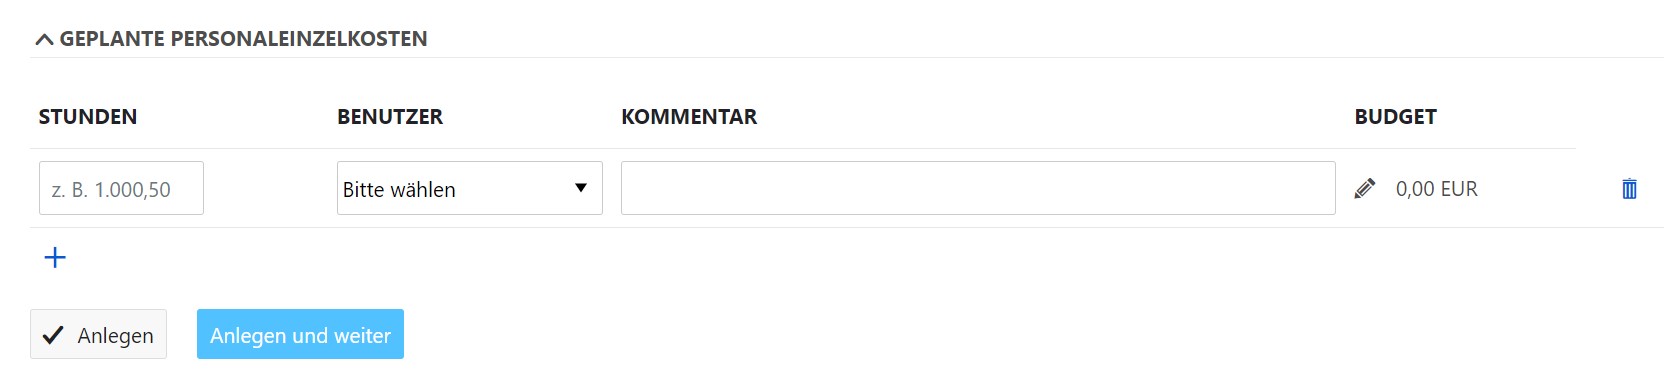 GEPLANTE PERSONALEINZELKOSTEN
STUNDEN BENUTZER KOMMENTAR BUDGET
z. B. 1.000,50 Bitte wählen 0,00 EUR
Anlegen Anlegen und weiter